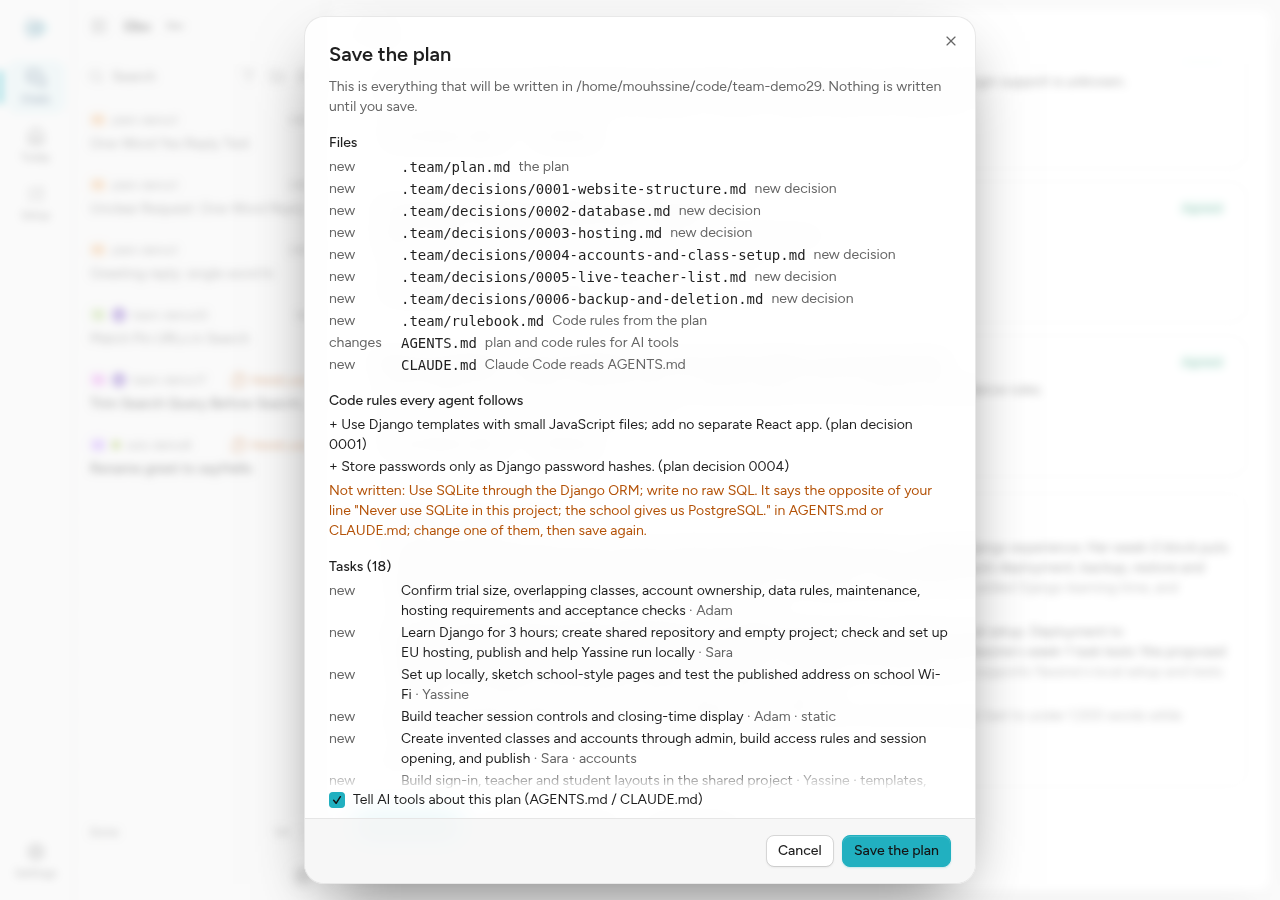 Save the plan
This is everything that will be written in /home/mouhssine/code/team-demo29. Nothing is written
until you save.
Files
new .team/plan.md the plan
new .team/decisions/0001-website-structure.md new decision
new .team/decisions/0002-database.md new decision
new .team/decisions/0003-hosting.md new decision
new .team/decisions/0004-accounts-and-class-setup.md new decision
new .team/decisions/0005-live-teacher-list.md new decision
new .team/decisions/0006-backup-and-deletion.md new decision
new .team/rulebook.md Code rules from the plan
changes AGENTS.md plan and code rules for AI tools
new CLAUDE.md Claude Code reads AGENTS.md
Code rules every agent follows
+ Use Django templates with small JavaScript files; add no separate React app. (plan decision
0001)
+ Store passwords only as Django password hashes. (plan decision 0004)
Not written: Use SQLite through the Django ORM; write no raw SQL. It says the opposite of your
line "Never use SQLite in this project; the school gives us PostgreSQL." in AGENTS.md or
CLAUDE.md; change one of them, then save again.
Tasks (18)
new Confirm trial size, overlapping classes, account ownership, data rules, maintenance,
hosting requirements and acceptance checks · Adam
new Learn Django for 3 hours; create shared repository and empty project; check and set up
EU hosting, publish and help Yassine run locally · Sara
new Set up locally, sketch school-style pages and test the published address on school Wi-
Fi · Yassine
new Build teacher session controls and closing-time display · Adam · static
new Create invented classes and accounts through admin, build access rules and session
opening, and publish · Sara · accounts
new Build sign-in, teacher and student layouts in the shared project · Yassine · templates,
Tell AI tools about this plan (AGENTS.md / CLAUDE.md)
Cancel Save the plan